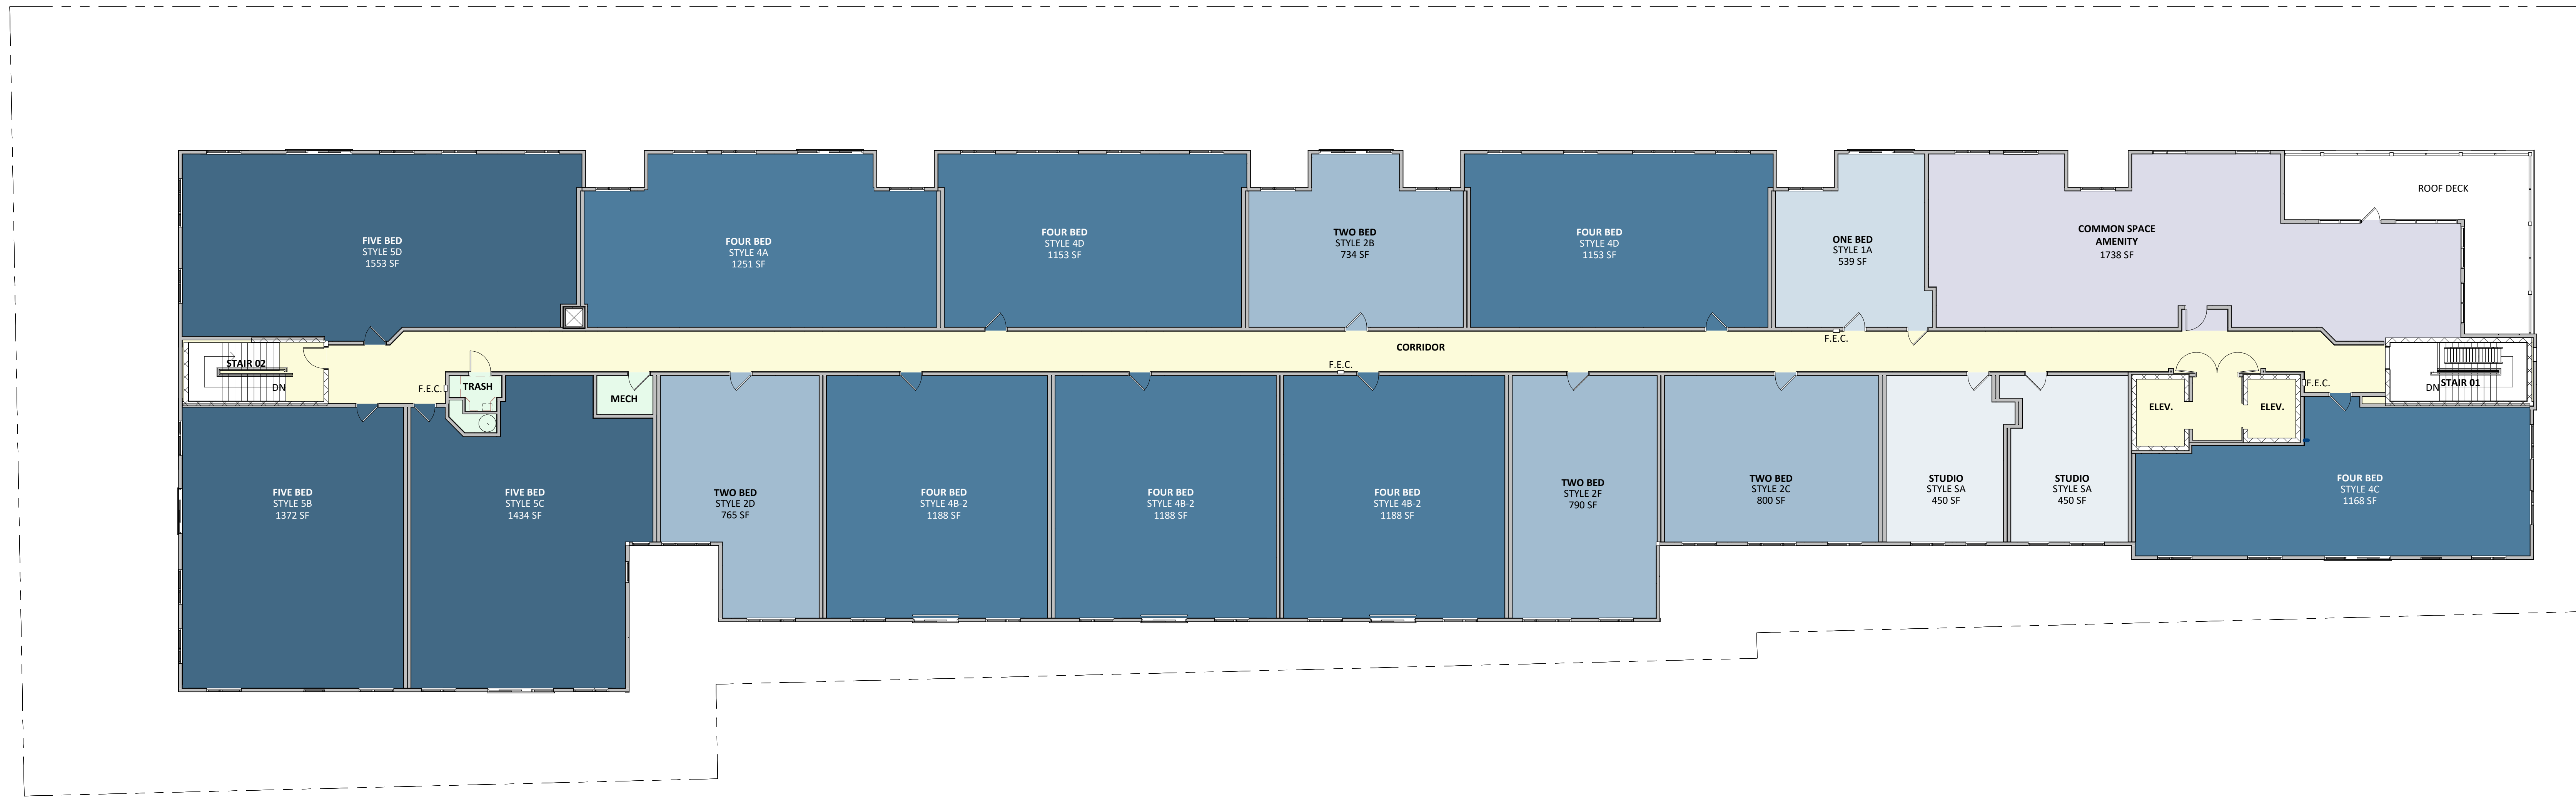 FIVE BED
STYLE 5D
1553 SF
FOUR BED
STYLE 4A
1251 SF
FOUR BED
STYLE 4D
1153 SF
TWO BED
STYLE 2B
734 SF
FOUR BED
STYLE 4D
1153 SF
ONE BED
STYLE 1A
539 SF
COMMON SPACE
AMENITY
1738 SF
ROOF DECK
STAIR 02
DN
F.E.C.
TRASH
MECH
F.E.C.
CORRIDOR
F.E.C.
ELEV.
ELEV.
F.E.C.
DN
STAIR 01
FIVE BED
STYLE 5B
1372 SF
FIVE BED
STYLE 5C
1434 SF
TWO BED
STYLE 2D
765 SF
FOUR BED
STYLE 4B-2
1188 SF
FOUR BED
STYLE 4B-2
1188 SF
FOUR BED
STYLE 4B-2
1188 SF
TWO BED
STYLE 2F
790 SF
TWO BED
STYLE 2C
800 SF
STUDIO
STYLE SA
450 SF
STUDIO
STYLE SA
450 SF
FOUR BED
STYLE 4C
1168 SF